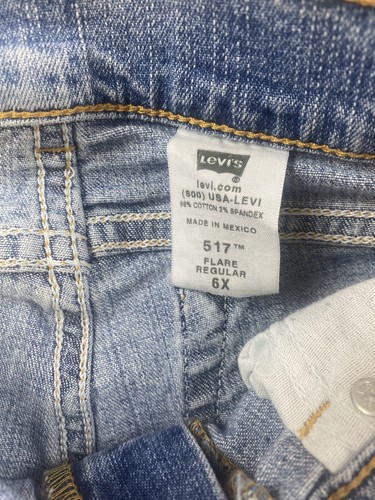 LEVI'S
®
levi.com
(800) USA-LEVI
98% COTTON 2% SPANDEX
MADE IN MEXICO
517™
FLARE
REGULAR
6X